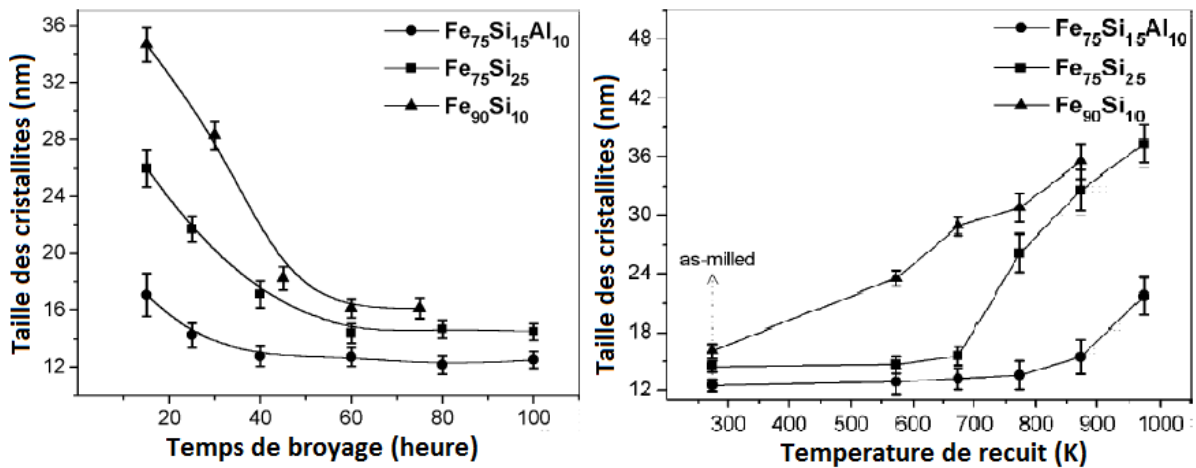 Taille des cristallites (nm)
36
32
28
24
20
16
12
20 40 60 80 100
Temps de broyage (heure)
Fe₇₅Si₁₅Al₁₀
Fe₇₅Si₂₅
Fe₉₀Si₁₀
Taille des cristallites (nm)
48
42
36
30
24
18
12
300 400 500 600 700 800 900 1000
Temperature de recuit (K)
Fe₇₅Si₁₅Al₁₀
Fe₇₅Si₂₅
Fe₉₀Si₁₀
as-milled